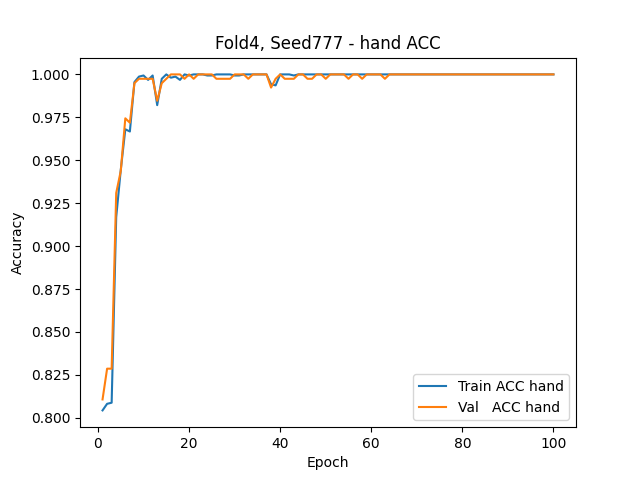 Fold4, Seed777 - hand ACC
1.000
0.975
0.950
0.925
0.900
0.875
0.850
0.825
0.800
Accuracy
Train ACC hand
Val   ACC hand
0 20 40 60 80 100
Epoch